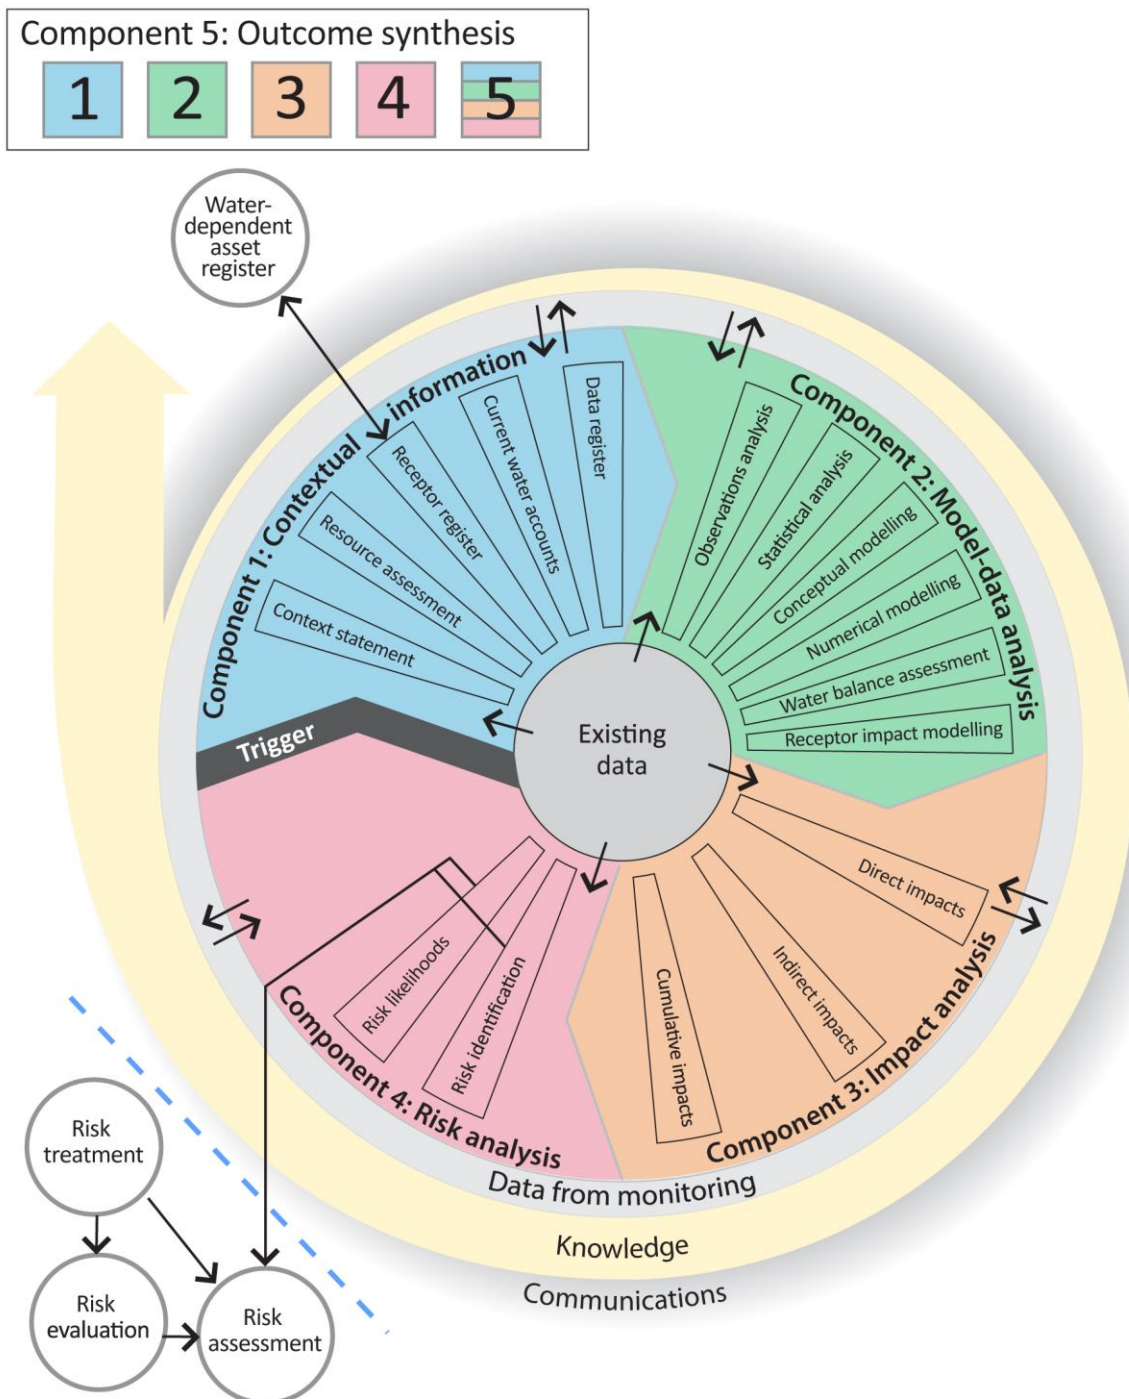 Component 5: Outcome synthesis
1 2 3 4 5
Water-
dependent
asset
register
Component 1: Contextual information
Context statement
Resource assessment
Receptor register
Current water accounts
Data register
Component 2: Model-data analysis
Observations analysis
Statistical analysis
Conceptual modelling
Numerical modelling
Water balance assessment
Receptor impact modelling
Trigger
Existing
data
Component 3: Impact analysis
Direct impacts
Indirect impacts
Cumulative impacts
Component 4: Risk analysis
Risk identification
Risk likelihoods
Data from monitoring
Knowledge
Communications
Risk
treatment
Risk
evaluation
Risk
assessment